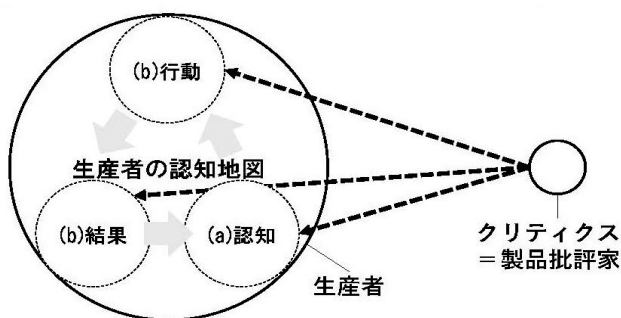 (b)行動
生産者の認知地図
(b)結果
(a)認知
生産者
クリティクス
＝製品批評家